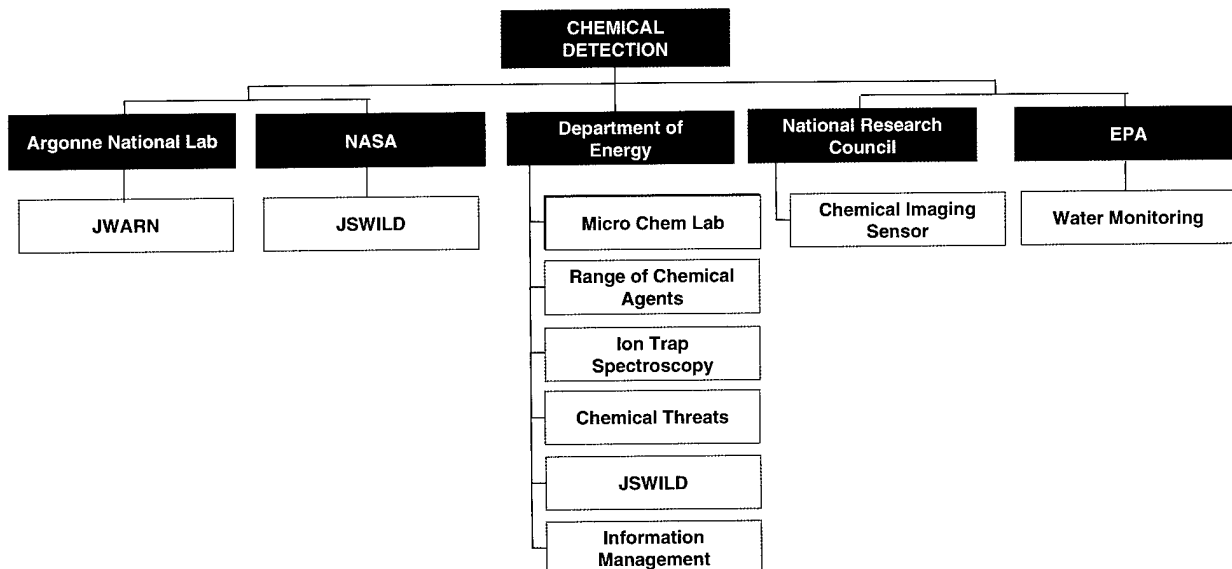 CHEMICAL
DETECTION
Argonne National Lab
NASA
Department of
Energy
National Research
Council
EPA
JWARN
JSWILD
Micro Chem Lab
Range of Chemical
Agents
Ion Trap
Spectroscopy
Chemical Threats
JSWILD
Information
Management
Chemical Imaging
Sensor
Water Monitoring